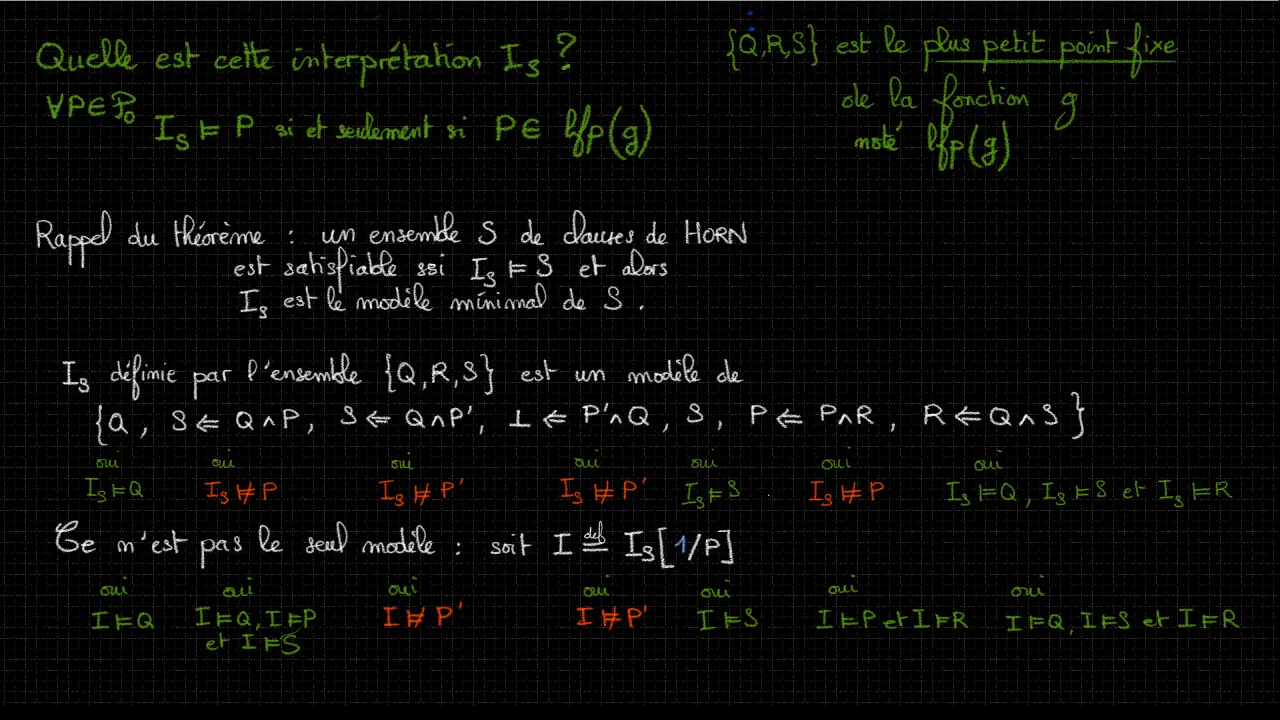 Quelle est cette interprétation I_S ?
∀P∈𝒫₀ I_S ⊨ P si et seulement si P ∈ lfp(g)
{Q,R,S} est le plus petit point fixe
de la fonction g
noté lfp(g)
Rappel du théorème : un ensemble S de clauses de HORN
est satisfiable ssi I_S ⊨ S et alors
I_S est le modèle minimal de S.
I_S définie par l'ensemble {Q,R,S} est un modèle de
{Q, S ⇐ Q∧P, S ⇐ Q∧P', ⊥ ⇐ P'∧Q, S, P ⇐ P∧R, R ⇐ Q∧S}
oui oui oui oui oui oui oui
I_S⊨Q I_S⊭P I_S⊭P' I_S⊭P' I_S⊨S I_S⊭P I_S⊨Q, I_S⊨S et I_S⊨R
Ce n'est pas le seul modèle : soit I ≝ I_S[1/P]
oui oui oui oui oui oui oui
I⊨Q I⊨Q, I⊨P I⊭P' I⊭P' I⊨S I⊨P et I⊨R I⊨Q, I⊨S et I⊨R
et I⊨S